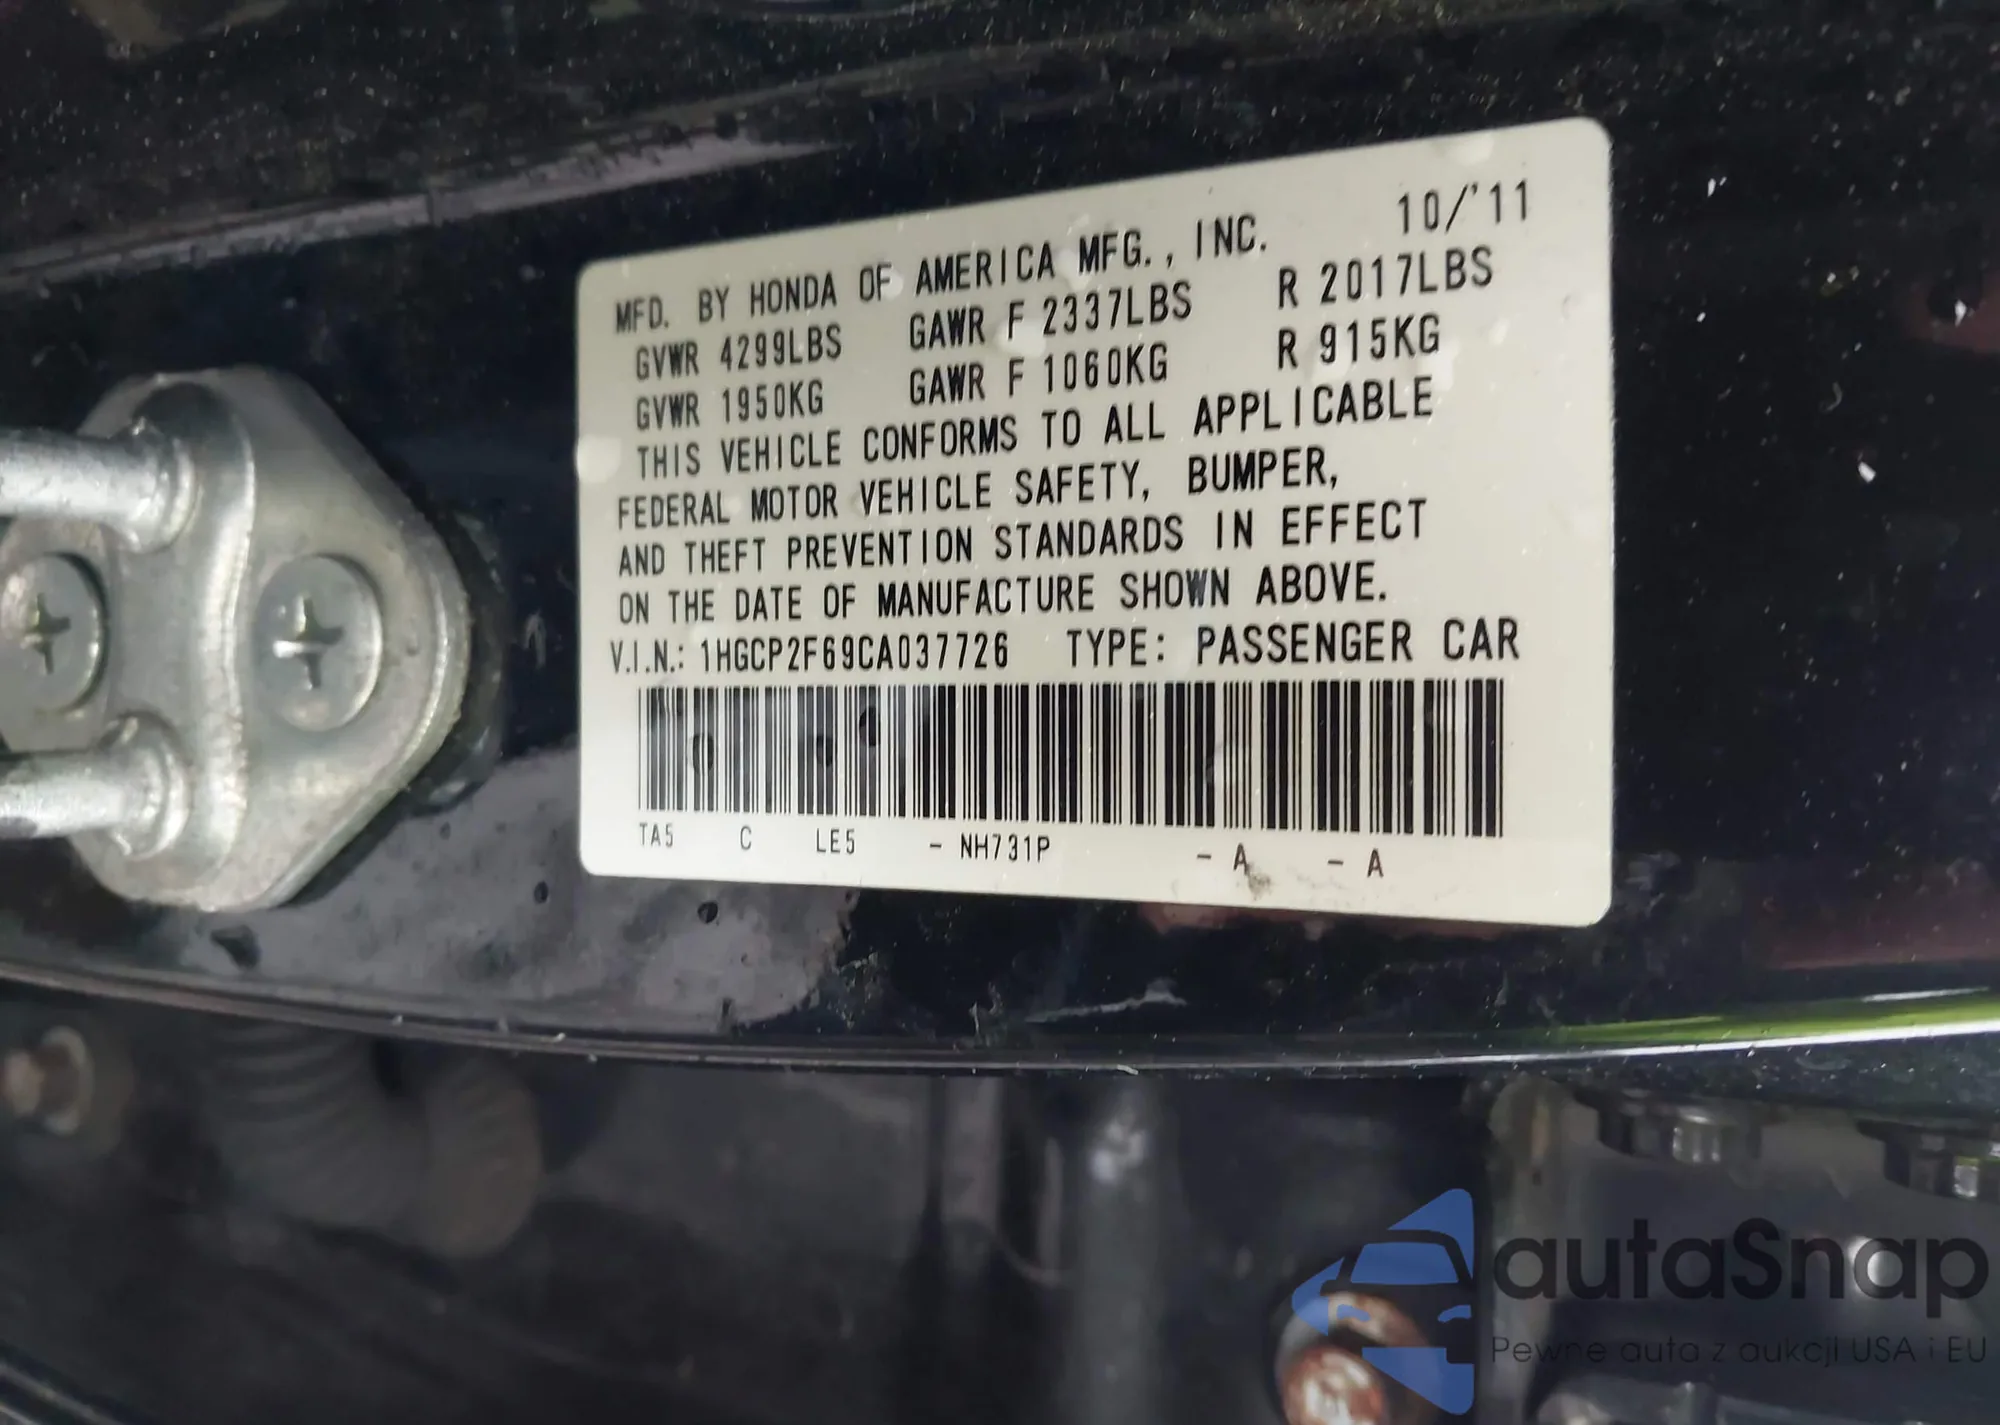 10/'11
MFD. BY HONDA OF AMERICA MFG., INC.
GVWR 4299LBS GAWR F 2337LBS R 2017LBS
GVWR 1950KG GAWR F 1060KG R 915KG
THIS VEHICLE CONFORMS TO ALL APPLICABLE
FEDERAL MOTOR VEHICLE SAFETY, BUMPER,
AND THEFT PREVENTION STANDARDS IN EFFECT
ON THE DATE OF MANUFACTURE SHOWN ABOVE.
V.I.N.: 1HGCP2F69CA037726 TYPE: PASSENGER CAR
TA5 C LE5 - NH731P - A - A
autaSnap
Pewne auta z aukcji USA i EU